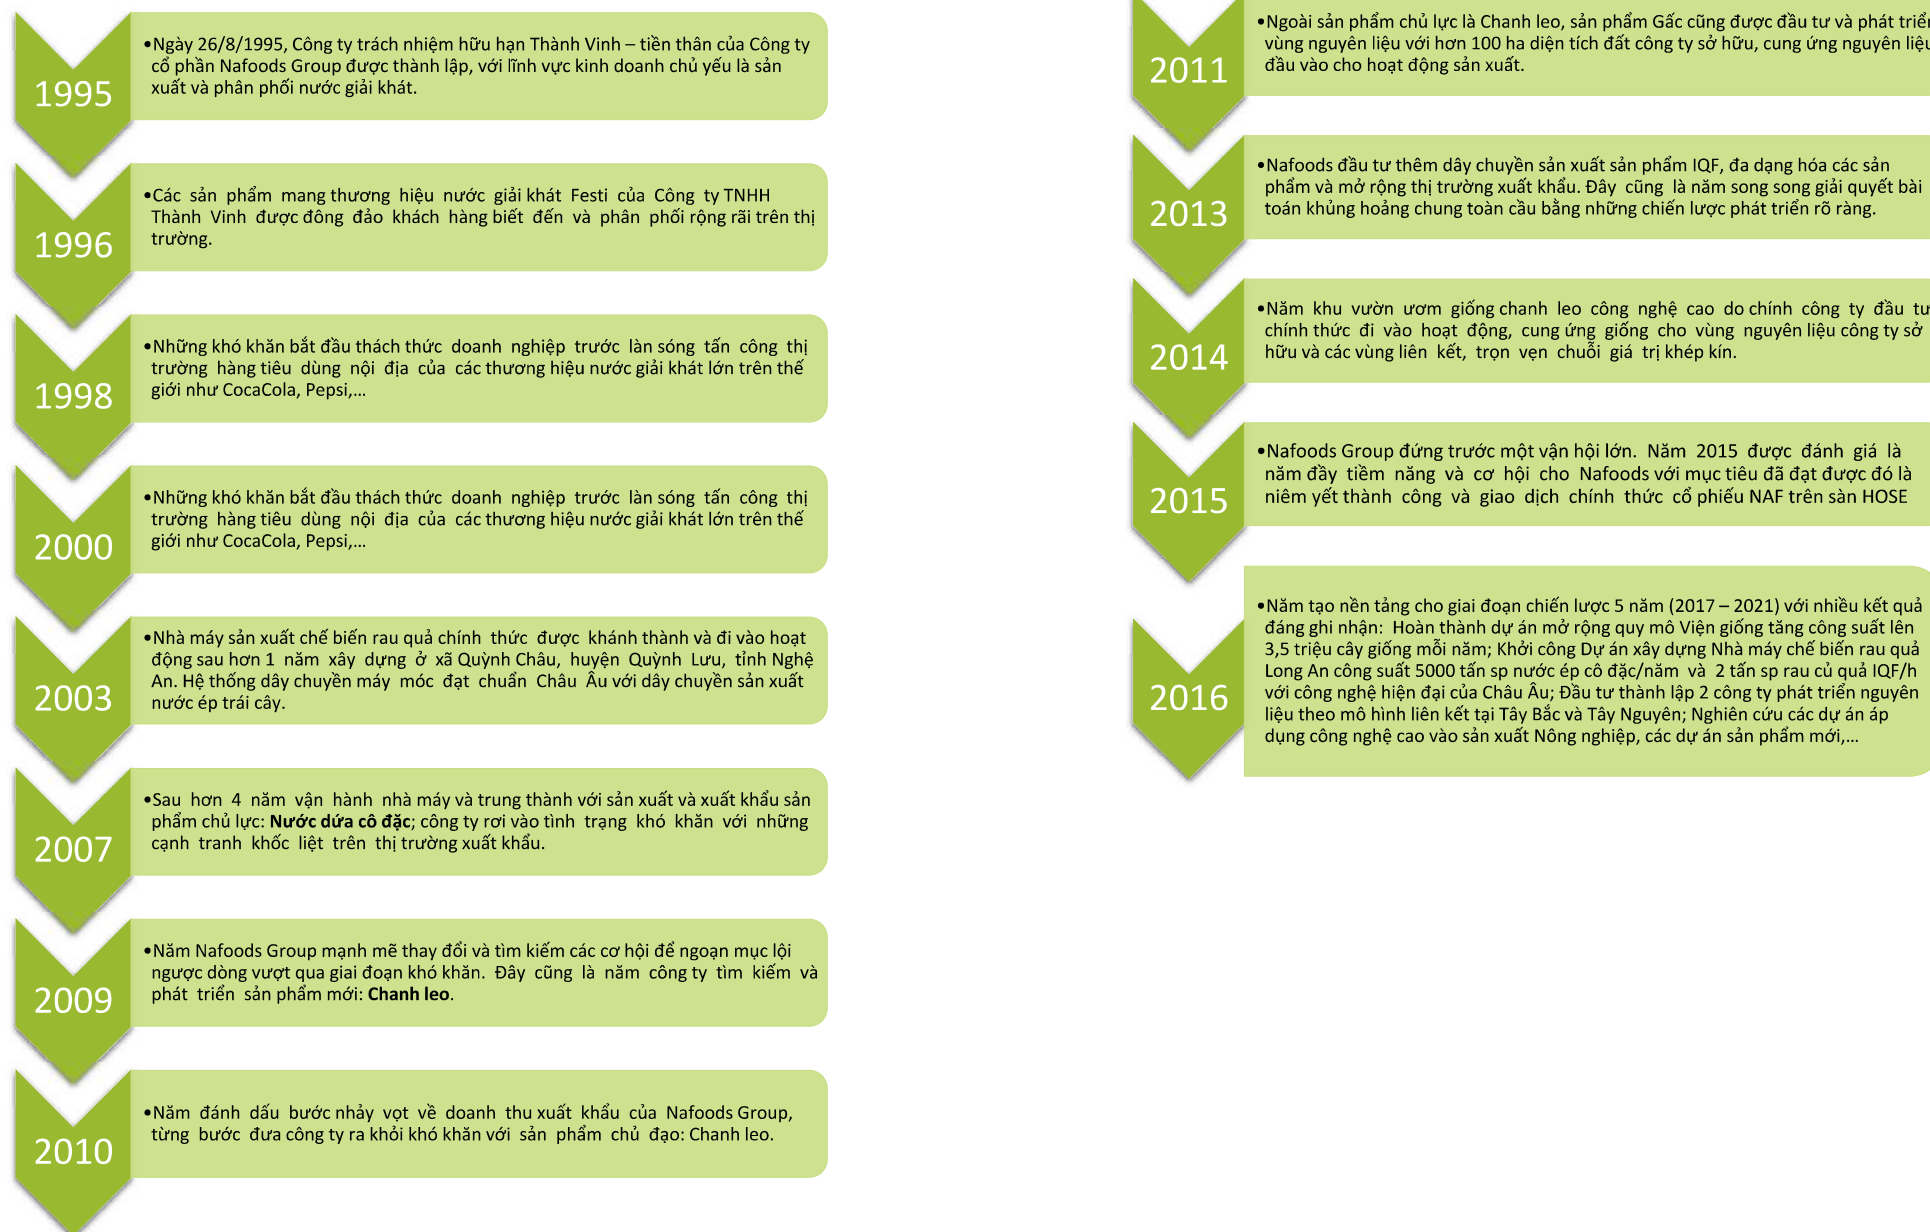 1995
•Ngày 26/8/1995, Công ty trách nhiệm hữu hạn Thành Vinh – tiền thân của Công ty
cổ phần Nafoods Group được thành lập, với lĩnh vực kinh doanh chủ yếu là sản
xuất và phân phối nước giải khát.
1996
•Các sản phẩm mang thương hiệu nước giải khát Festi của Công ty TNHH
Thành Vinh được đông đảo khách hàng biết đến và phân phối rộng rãi trên thị
trường.
1998
•Những khó khăn bắt đầu thách thức doanh nghiệp trước làn sóng tấn công thị
trường hàng tiêu dùng nội địa của các thương hiệu nước giải khát lớn trên thế
giới như CocaCola, Pepsi,...
2000
•Những khó khăn bắt đầu thách thức doanh nghiệp trước làn sóng tấn công thị
trường hàng tiêu dùng nội địa của các thương hiệu nước giải khát lớn trên thế
giới như CocaCola, Pepsi,...
2003
•Nhà máy sản xuất chế biến rau quả chính thức được khánh thành và đi vào hoạt
động sau hơn 1 năm xây dựng ở xã Quỳnh Châu, huyện Quỳnh Lưu, tỉnh Nghệ
An. Hệ thống dây chuyền máy móc đạt chuẩn Châu Âu với dây chuyền sản xuất
nước ép trái cây.
2007
•Sau hơn 4 năm vận hành nhà máy và trung thành với sản xuất và xuất khẩu sản
phẩm chủ lực: Nước dứa cô đặc; công ty rơi vào tình trạng khó khăn với những
cạnh tranh khốc liệt trên thị trường xuất khẩu.
2009
•Năm Nafoods Group mạnh mẽ thay đổi và tìm kiếm các cơ hội để ngoạn mục lội
ngược dòng vượt qua giai đoạn khó khăn. Đây cũng là năm công ty tìm kiếm và
phát triển sản phẩm mới: Chanh leo.
2010
•Năm đánh dấu bước nhảy vọt về doanh thu xuất khẩu của Nafoods Group,
từng bước đưa công ty ra khỏi khó khăn với sản phẩm chủ đạo: Chanh leo.
2011
•Ngoài sản phẩm chủ lực là Chanh leo, sản phẩm Gấc cũng được đầu tư và phát triển
vùng nguyên liệu với hơn 100 ha diện tích đất công ty sở hữu, cung ứng nguyên liệu
đầu vào cho hoạt động sản xuất.
2013
•Nafoods đầu tư thêm dây chuyền sản xuất sản phẩm IQF, đa dạng hóa các sản
phẩm và mở rộng thị trường xuất khẩu. Đây cũng là năm song song giải quyết bài
toán khủng hoảng chung toàn cầu bằng những chiến lược phát triển rõ ràng.
2014
•Năm khu vườn ươm giống chanh leo công nghệ cao do chính công ty đầu tư
chính thức đi vào hoạt động, cung ứng giống cho vùng nguyên liệu công ty sở
hữu và các vùng liên kết, trọn vẹn chuỗi giá trị khép kín.
2015
•Nafoods Group đứng trước một vận hội lớn. Năm 2015 được đánh giá là
năm đầy tiềm năng và cơ hội cho Nafoods với mục tiêu đã đạt được đó là
niêm yết thành công và giao dịch chính thức cổ phiếu NAF trên sàn HOSE
2016
•Năm tạo nền tảng cho giai đoạn chiến lược 5 năm (2017 – 2021) với nhiều kết quả
đáng ghi nhận: Hoàn thành dự án mở rộng quy mô Viện giống tăng công suất lên
3,5 triệu cây giống mỗi năm; Khởi công Dự án xây dựng Nhà máy chế biến rau quả
Long An công suất 5000 tấn sp nước ép cô đặc/năm và 2 tấn sp rau củ quả IQF/h
với công nghệ hiện đại của Châu Âu; Đầu tư thành lập 2 công ty phát triển nguyên
liệu theo mô hình liên kết tại Tây Bắc và Tây Nguyên; Nghiên cứu các dự án áp
dụng công nghệ cao vào sản xuất Nông nghiệp, các dự án sản phẩm mới,...